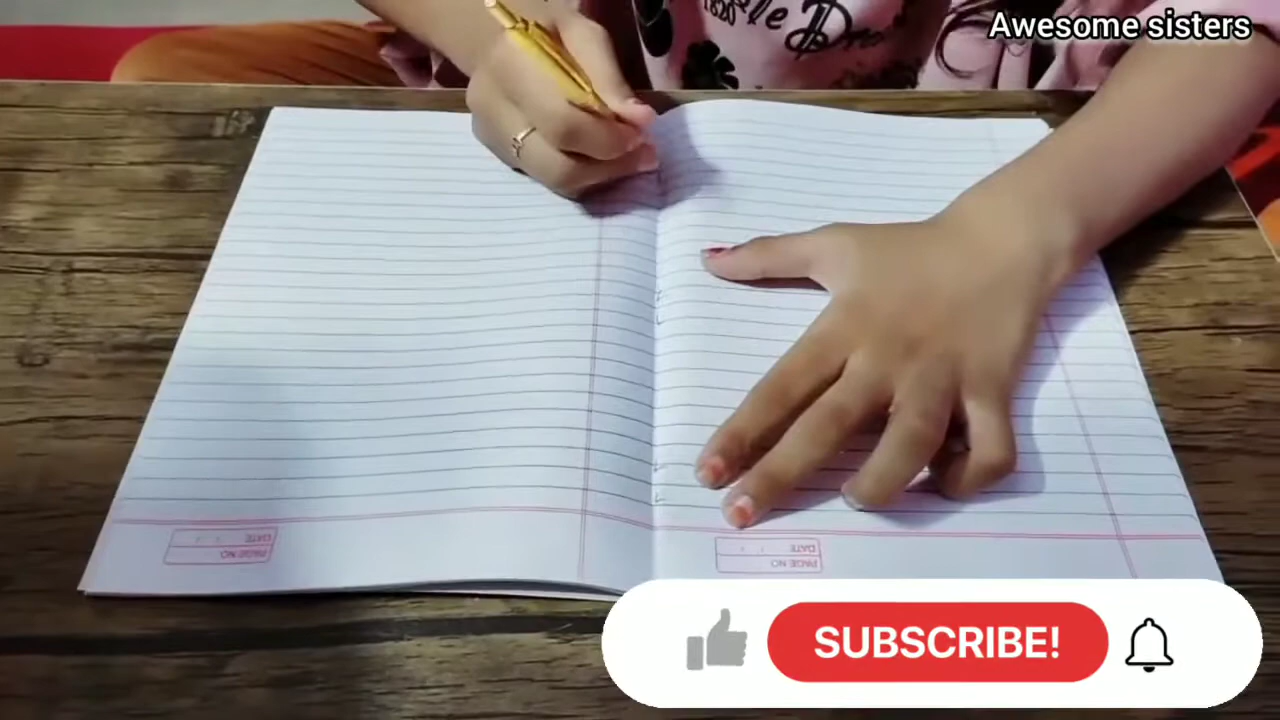 Awesome sisters
DATE
PAGE NO.
DATE
PAGE NO.
SUBSCRIBE!